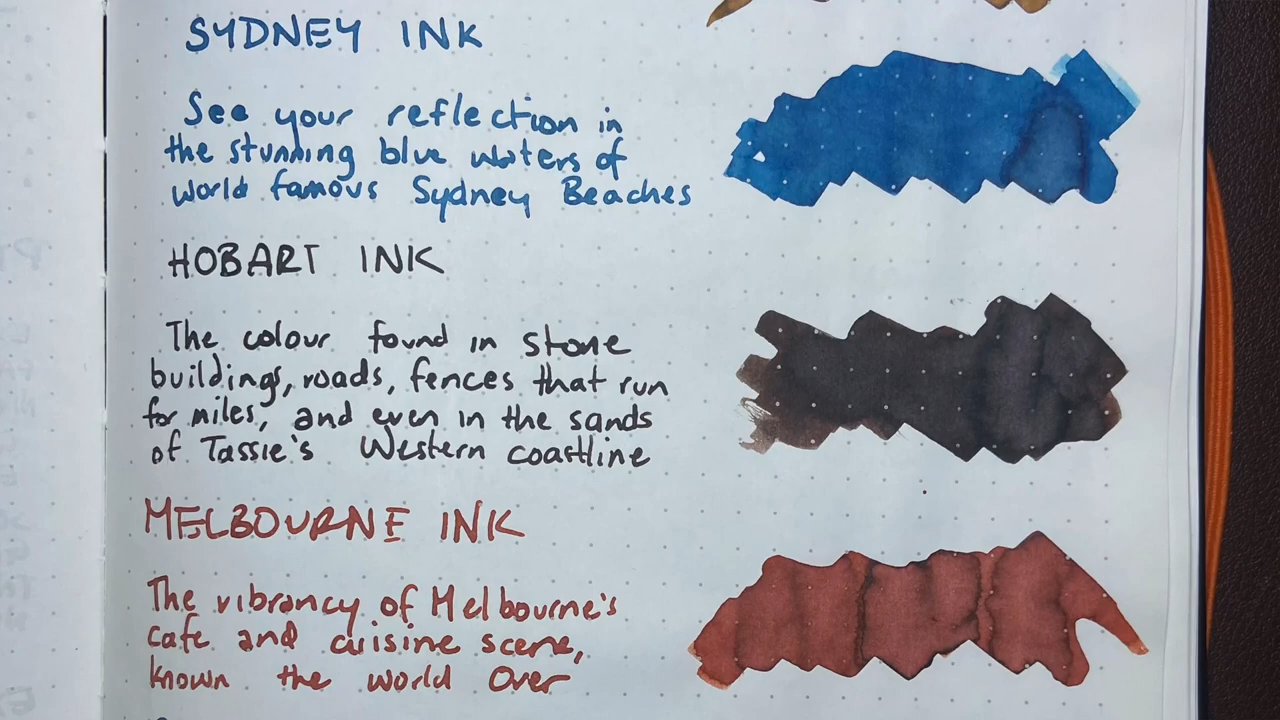 SYDNEY INK
See your reflection in
the stunning blue waters of
world famous Sydney Beaches
HOBART INK
The colour found in stone
buildings, roads, fences that run
for miles, and even in the sands
of Tassie's Western coastline
MELBOURNE INK
The vibrancy of Melbourne's
cafe and cuisine scene,
known the world over